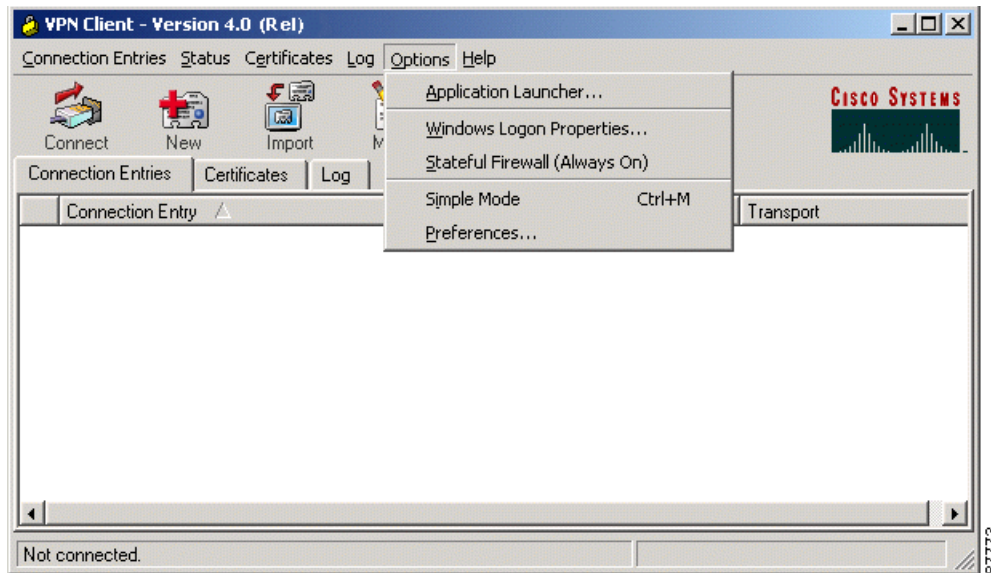 VPN Client - Version 4.0 (Rel)
Connection Entries Status Certificates Log Options Help
Application Launcher...
Windows Logon Properties...
Stateful Firewall (Always On)
Simple Mode Ctrl+M
Preferences...
CISCO SYSTEMS
Connect New Import M
Connection Entries Certificates Log
Connection Entry Transport
Not connected.